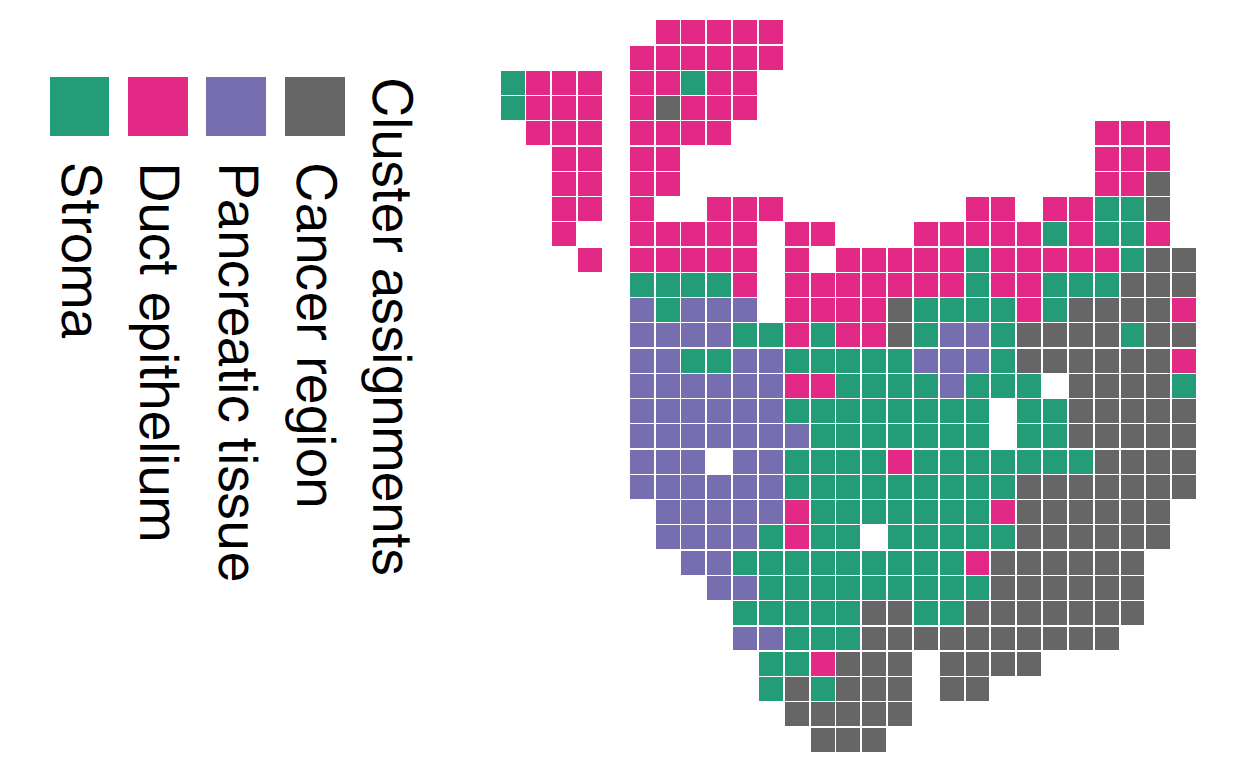 Cluster assignments
Cancer region
Pancreatic tissue
Duct epithelium
Stroma